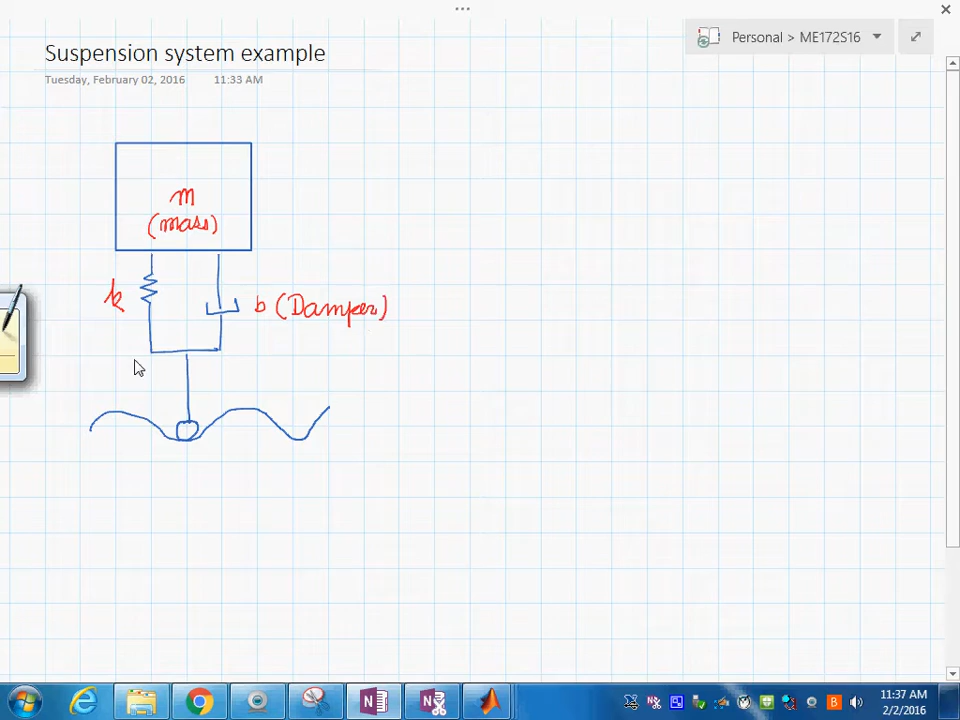 Personal > ME172S16
Suspension system example
Tuesday, February 02, 2016 11:33 AM
m
(mass)
k
b (Damper)
11:37 AM
2/2/2016